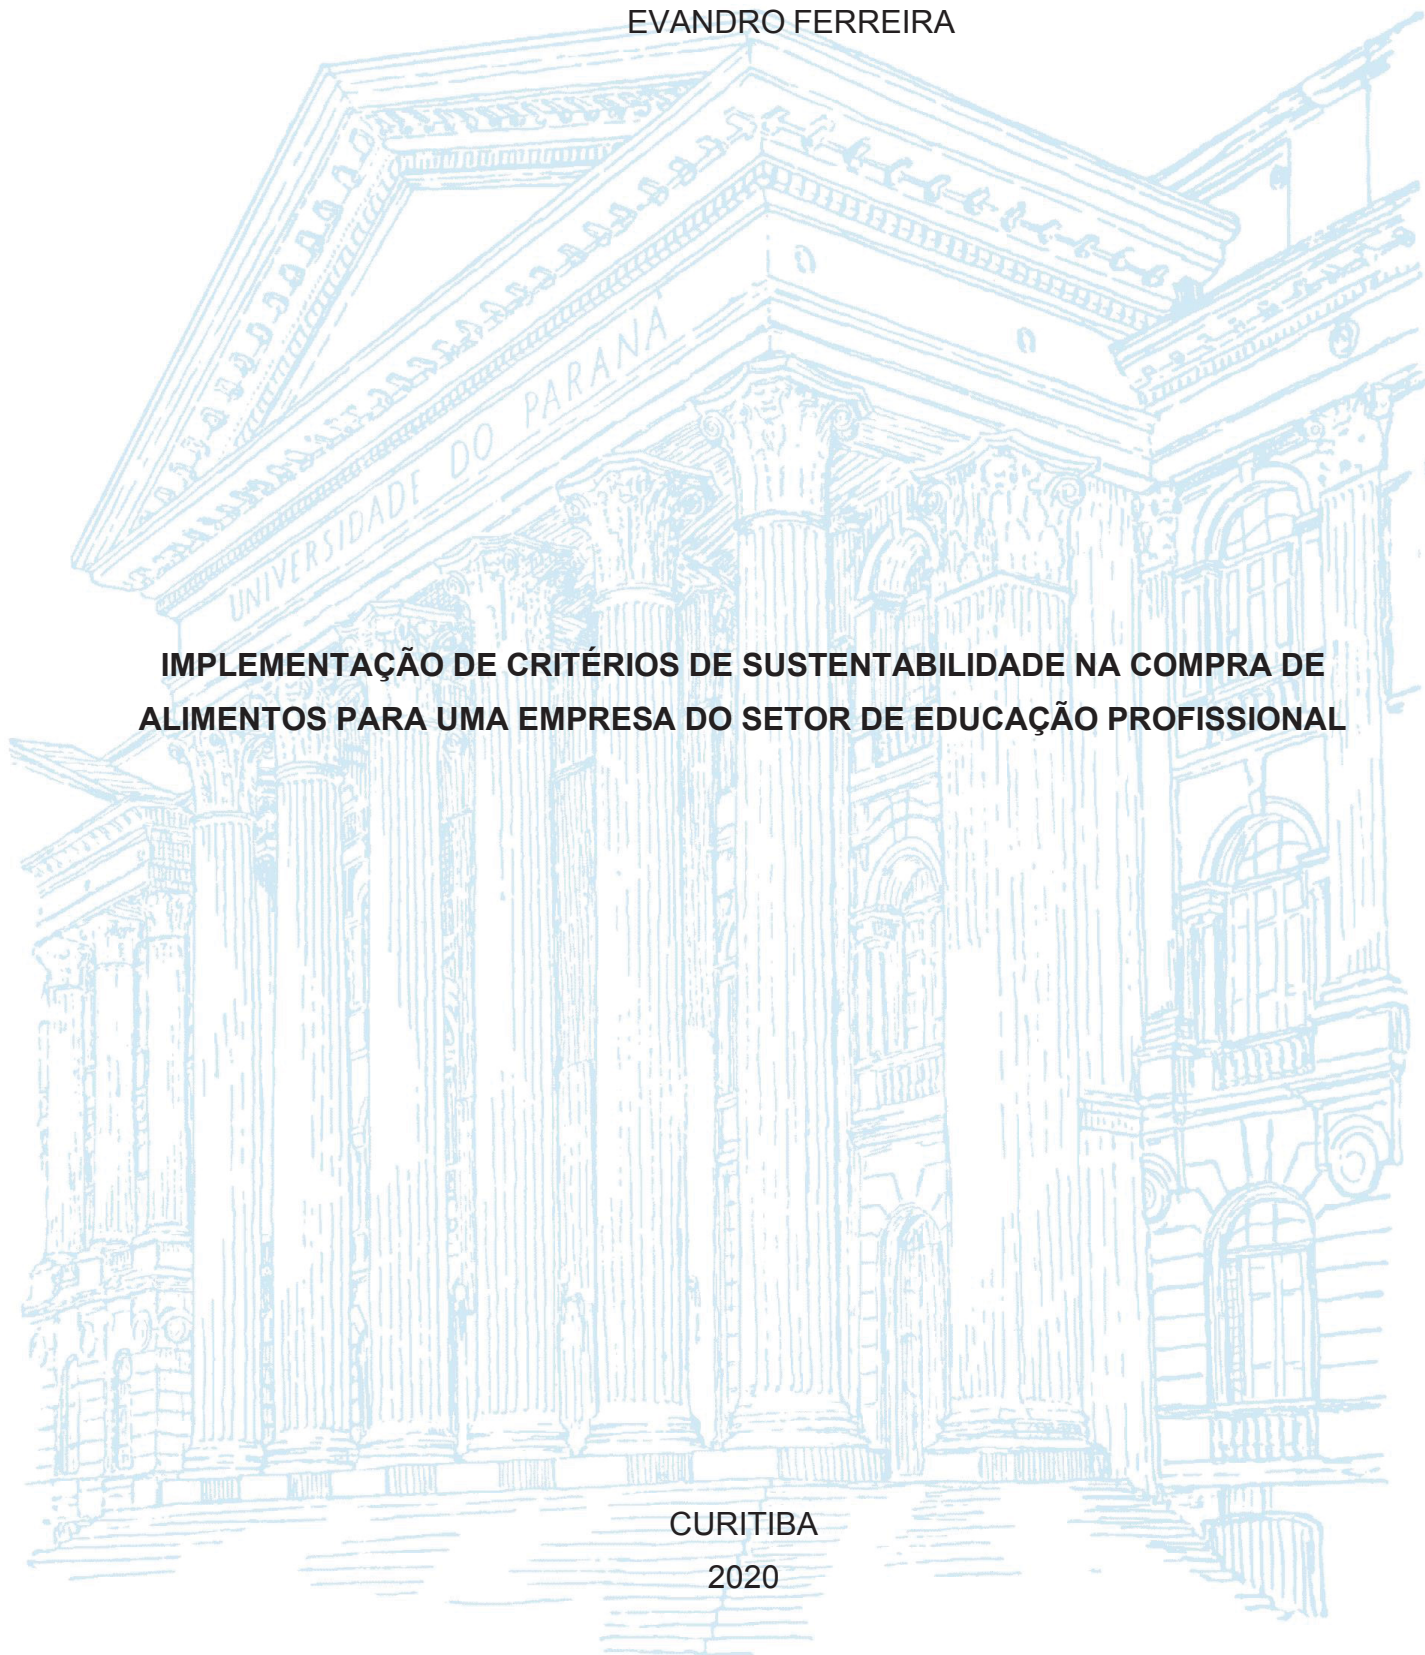 EVANDRO FERREIRA
UNIVERSIDADE DO PARANÁ
IMPLEMENTAÇÃO DE CRITÉRIOS DE SUSTENTABILIDADE NA COMPRA DE
ALIMENTOS PARA UMA EMPRESA DO SETOR DE EDUCAÇÃO PROFISSIONAL
CURITIBA
2020